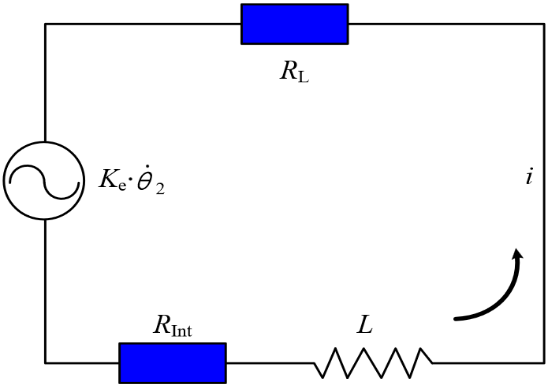 R_L
K_e·θ̇_2
i
R_Int
L